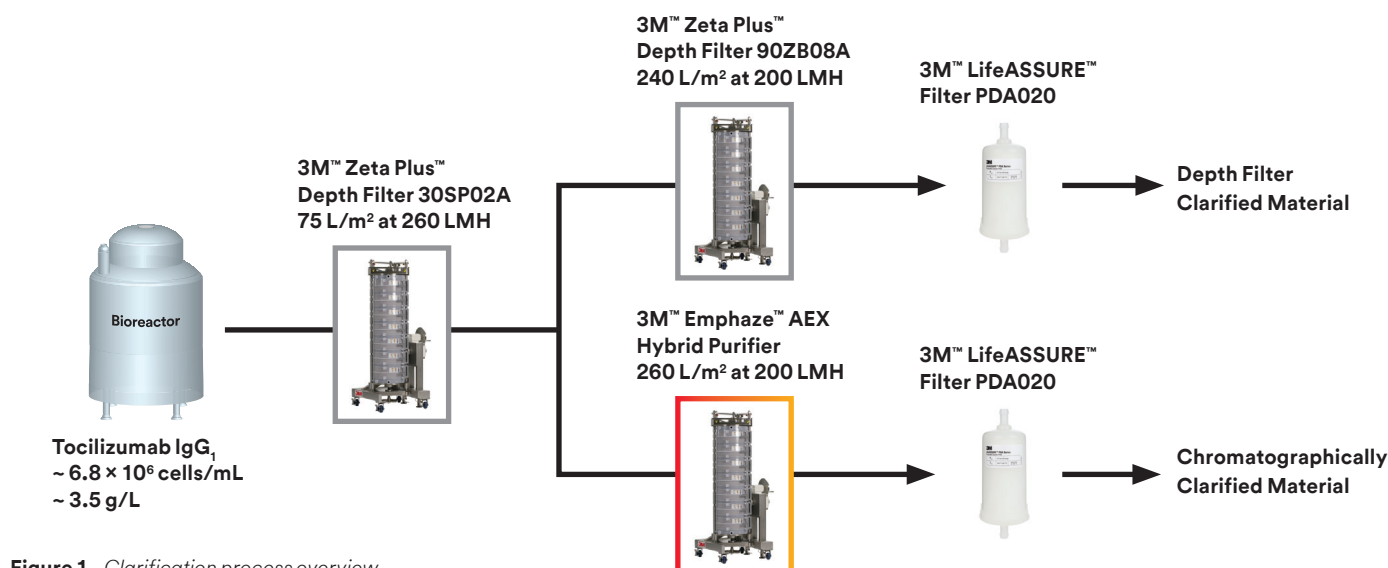 3M™ Zeta Plus™
Depth Filter 90ZB08A
240 L/m² at 200 LMH
3M™ LifeASSURE™
Filter PDA020
Depth Filter
Clarified Material
3M™ Zeta Plus™
Depth Filter 30SP02A
75 L/m² at 260 LMH
Bioreactor
Tocilizumab IgG₁
~ 6.8 × 10⁶ cells/mL
~ 3.5 g/L
3M™ Emphaze™ AEX
Hybrid Purifier
260 L/m² at 200 LMH
3M™ LifeASSURE™
Filter PDA020
Chromatographically
Clarified Material
3M
3M
Figure 1 Clarification process overview